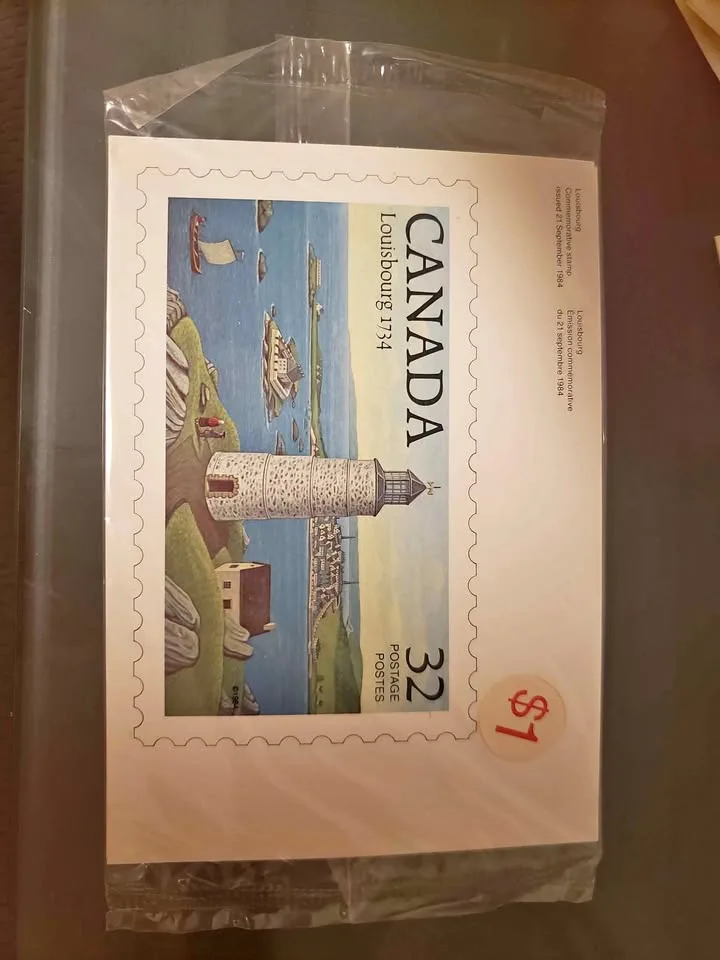 Louisbourg
Commemorative stamp
issued 21 September 1984
Louisbourg
Émission commémorative
du 21 septembre 1984
CANADA
Louisbourg 1734
32
POSTAGE
POSTES
$1